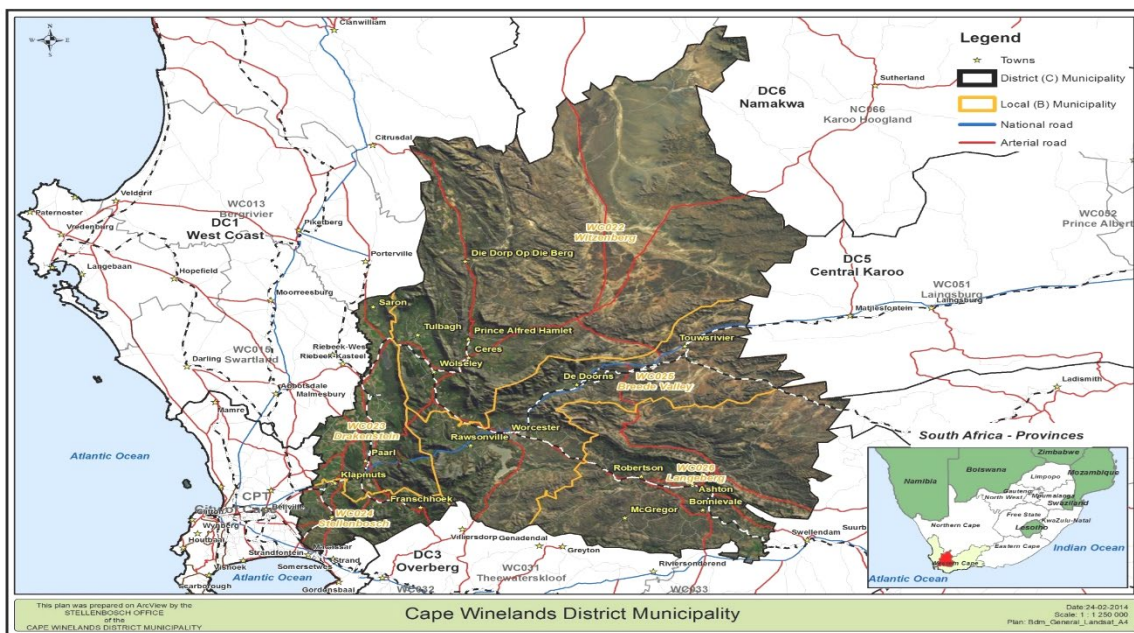 N
W
E
S
Clanwilliam
Legend
Towns
District (C) Municipality
Local (B) Municipality
National road
Arterial road
DC6
Namakwa
Sutherland
NC066
Karoo Hoogland
Citrusdal
WC013
Bergrivier
DC1
West Coast
Velddrif
Paternoster
Vredenburg
Langebaan
Hopefield
Piketberg
Porterville
Moorreesburg
WC022
Witzenberg
Die Dorp Op Die Berg
WC052
Prince Albert
DC5
Central Karoo
WC051
Laingsburg
Laingsburg
Matjiesfontein
Saron
Tulbagh
Prince Alfred Hamlet
Ceres
Wolseley
Touwsrivier
De Doorns
WC025
Breede Valley
Riebeek-West
Riebeek-Kasteel
WC015
Swartland
Darling
Abbotsdale
Malmesbury
Mamre
Ladismith
WC023
Drakenstein
Paarl
Klapmuts
Rawsonville
Worcester
Robertson
WC026
Langeberg
Ashton
Bonnievale
McGregor
Franschhoek
WC024
Stellenbosch
Atlantic Ocean
CPT
Bellville
Wynberg
Houtbaai
Strandfontein
Macassar
Strand
Somerset
Vishoek
Scarborough
Gordonsbaai
Atlantic Ocean
Villiersdorp
Genadendal
Greyton
DC3
Overberg
WC031
Theewaterskloof
WC032
WC033
Riviersonderend
Swellendam
Suurb
South Africa - Provinces
Zimbabwe
Botswana
Namibia
Mozambique
Limpopo
Gauteng
North West
Mpumalanga
Swaziland
Free State
KwaZulu-Natal
Lesotho
Northern Cape
Eastern Cape
Western Cape
Indian Ocean
Atlantic Ocean
This plan was prepared on ArcView by the
STELLENBOSCH OFFICE
of the
CAPE WINELANDS DISTRICT MUNICIPALITY
Cape Winelands District Municipality
Date:24-02-2014
Scale: 1 : 1 250 000
Plan: Bdm_General_Landsat_A4